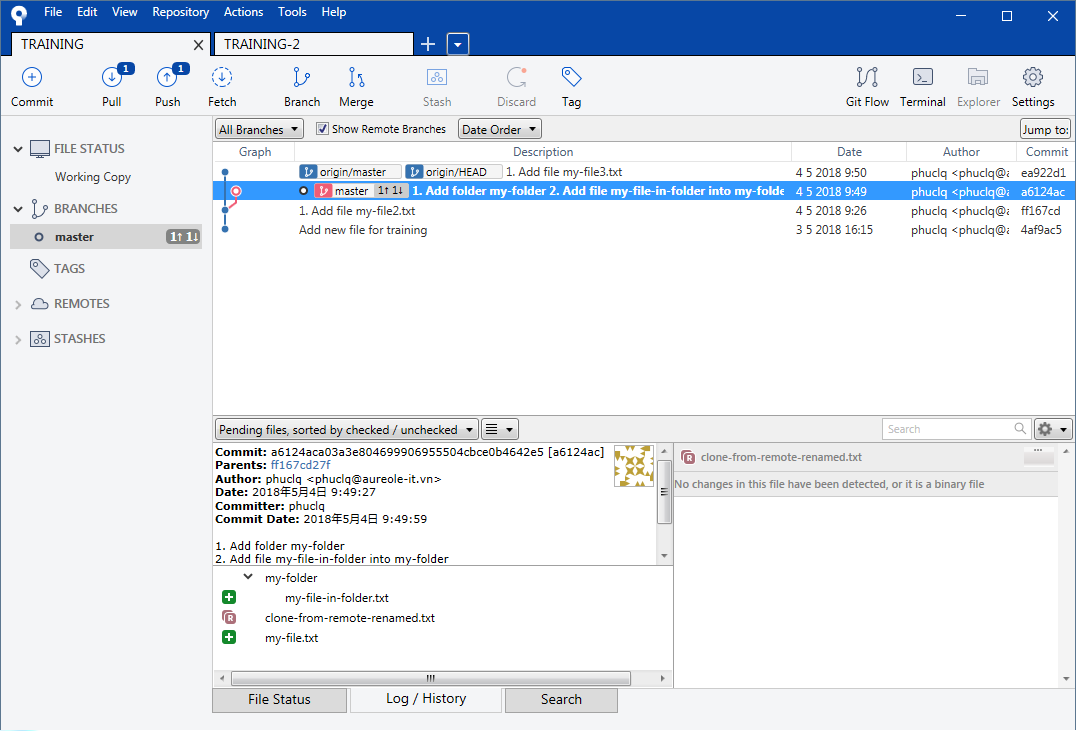 File Edit View Repository Actions Tools Help
TRAINING TRAINING-2
1 1
Commit Pull Push Fetch Branch Merge Stash Discard Tag Git Flow Terminal Explorer Settings
All Branches Show Remote Branches Date Order Jump to:
Graph Description Date Author Commit
origin/master origin/HEAD 1. Add file my-file3.txt 4 5 2018 9:50 phuclq <phuclq@a ea922d1
master 1↑ 1↓ 1. Add folder my-folder 2. Add file my-file-in-folder into my-folde 4 5 2018 9:49 phuclq <phuclq@a a6124ac
1. Add file my-file2.txt 4 5 2018 9:26 phuclq <phuclq@a ff167cd
Add new file for training 3 5 2018 16:15 phuclq <phuclq@a 4af9ac5
FILE STATUS
Working Copy
BRANCHES
master 1↑ 1↓
TAGS
REMOTES
STASHES
Pending files, sorted by checked / unchecked Search
Commit: a6124aca03a3e804699906955504cbce0b4642e5 [a6124ac]
Parents: ff167cd27f
Author: phuclq <phuclq@aureole-it.vn>
Date: 2018年5月4日 9:49:27
Committer: phuclq
Commit Date: 2018年5月4日 9:49:59
1. Add folder my-folder
2. Add file my-file-in-folder into my-folder
my-folder
my-file-in-folder.txt
R clone-from-remote-renamed.txt
my-file.txt
R clone-from-remote-renamed.txt
No changes in this file have been detected, or it is a binary file
File Status Log / History Search